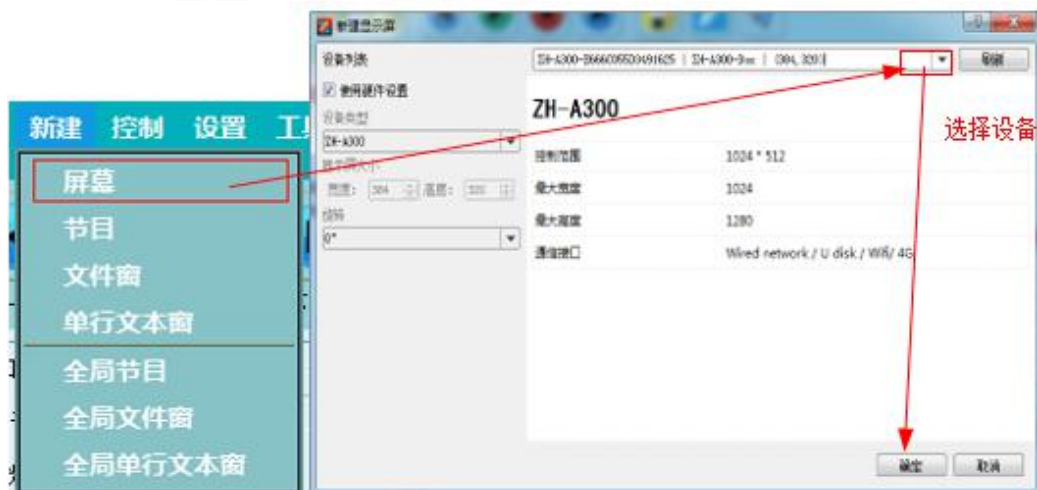 新建 控制 设置 工
屏幕
节目
文件窗
单行文本窗
全局节目
全局文件窗
全局单行文本窗
新建显示屏
设备列表
使用硬件设置
设备类型
ZH-A300
宽度: 384 高度: 320
旋转
0°
刷新
ZH-A300
控制范围 1024 * 512
最大宽度 1024
最大高度 1280
通信接口 Wired network / U disk / Wifi/ 4G
选择设备
确定 取消